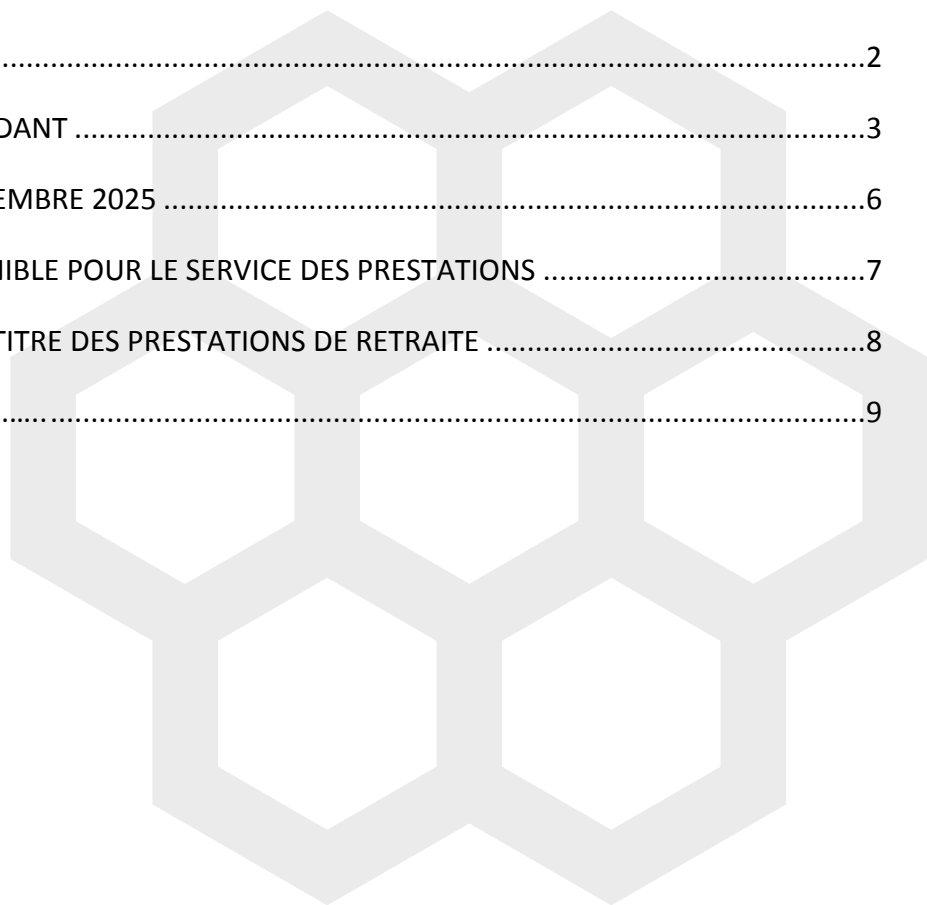 ........................................................................................................2
DANT ................................................................................................3
EMBRE 2025 ......................................................................................6
IBLE POUR LE SERVICE DES PRESTATIONS .......................................7
TITRE DES PRESTATIONS DE RETRAITE ..............................................8
........................................................................................................9